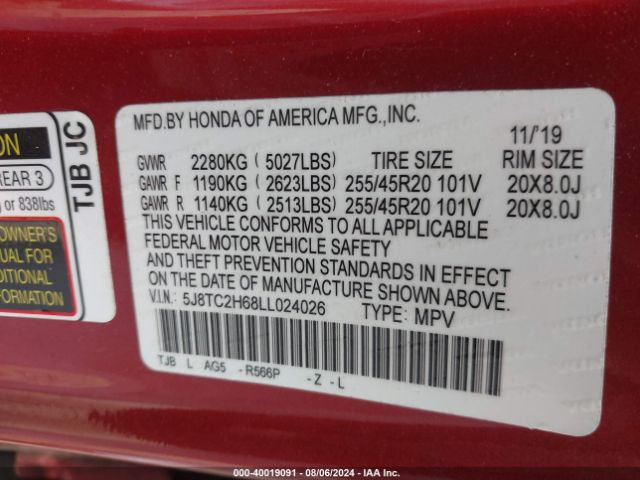 MFD.BY HONDA OF AMERICA MFG.,INC.
11/'19
GVWR 2280KG (5027LBS) TIRE SIZE RIM SIZE
GAWR F 1190KG (2623LBS) 255/45R20 101V 20X8.0J
GAWR R 1140KG (2513LBS) 255/45R20 101V 20X8.0J
THIS VEHICLE CONFORMS TO ALL APPLICABLE
FEDERAL MOTOR VEHICLE SAFETY
AND THEFT PREVENTION STANDARDS IN EFFECT
ON THE DATE OF MANUFACTURE SHOWN ABOVE.
V.I.N.: 5J8TC2H68LL024026 TYPE: MPV
TJB L AG5 -R566P -Z -L
TJB JC
ON
REAR 3
or 838lbs
OWNER'S
UAL FOR
DITIONAL
FORMATION
000-40019091 - 08/06/2024 - IAA Inc.